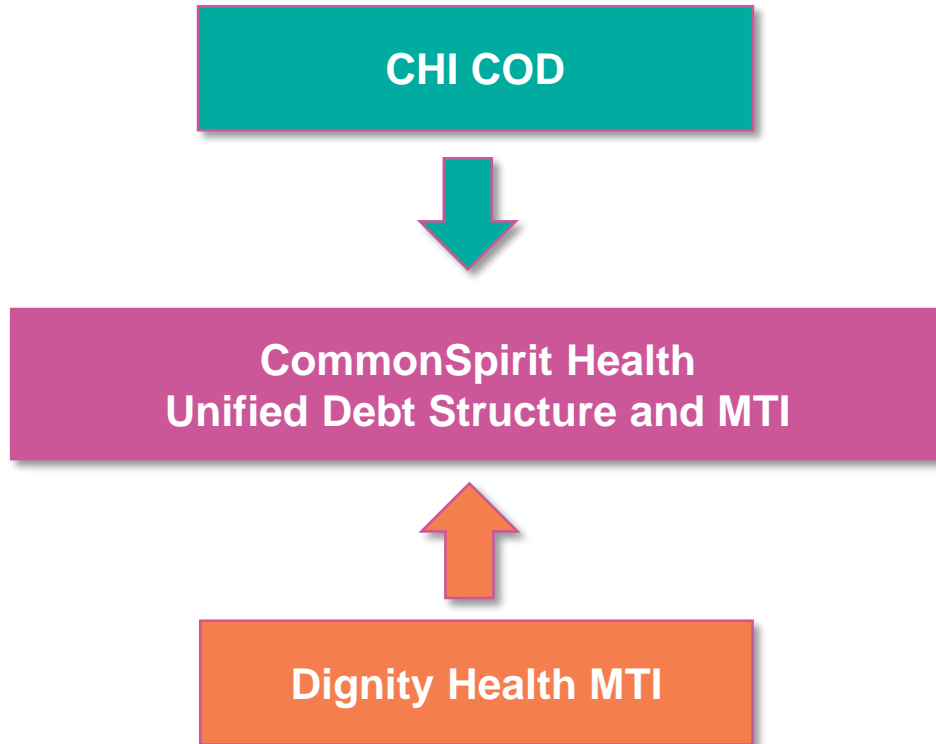 CHI COD
CommonSpirit Health
Unified Debt Structure and MTI
Dignity Health MTI